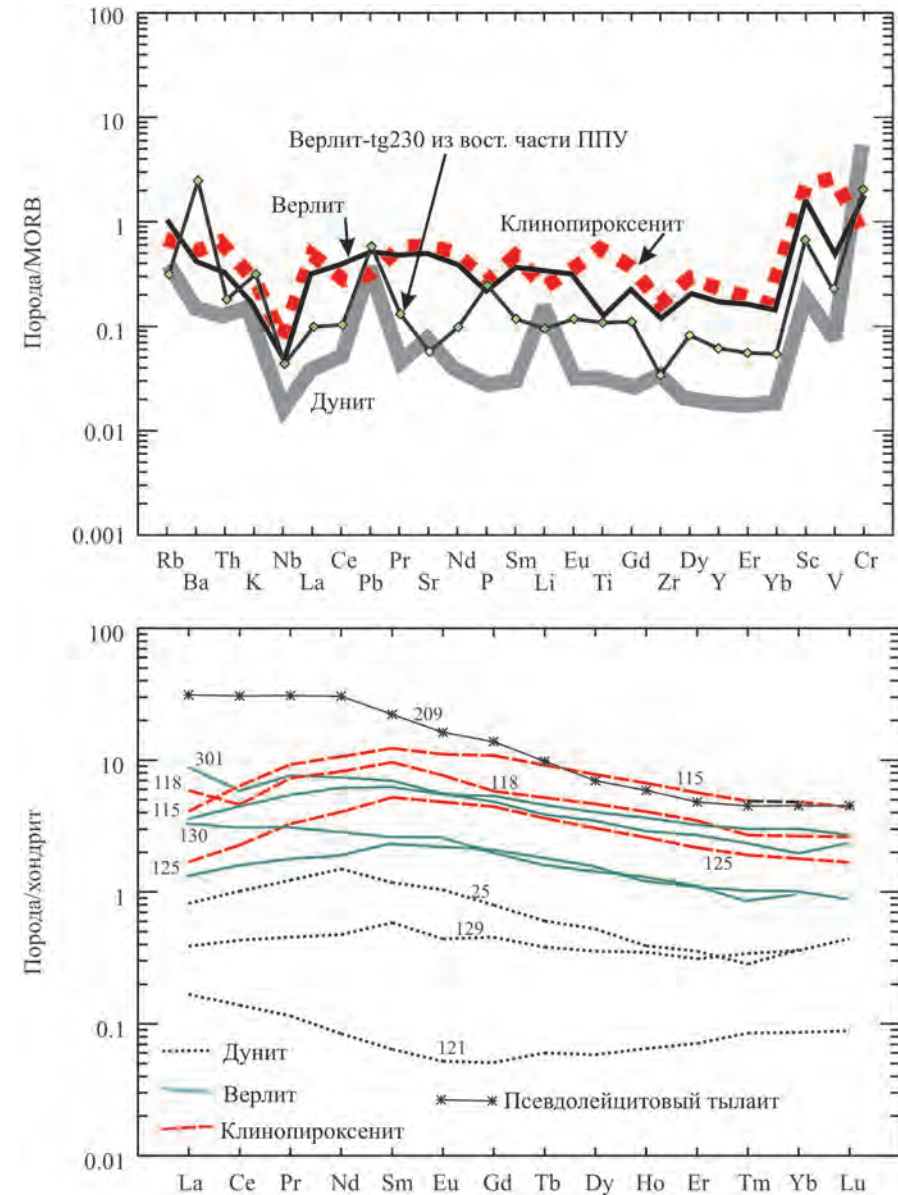 100
10
1
0.1
0.01
0.001
Порода/MORB
Верлит-tg230 из вост. части ППУ
Верлит
Клинопироксенит
Дунит
Rb Th Nb Ce Pr Nd Sm Eu Gd Dy Er Sc Cr
Ba K La Pb Sr P Li Ti Zr Y Yb V
100
10
1
0.1
0.01
Порода/хондрит
209
301
118
118
115
115
130
125
125
25
129
121
Дунит
Верлит
Клинопироксенит
Псевдолейцитовый тылаит
La Ce Pr Nd Sm Eu Gd Tb Dy Ho Er Tm Yb Lu